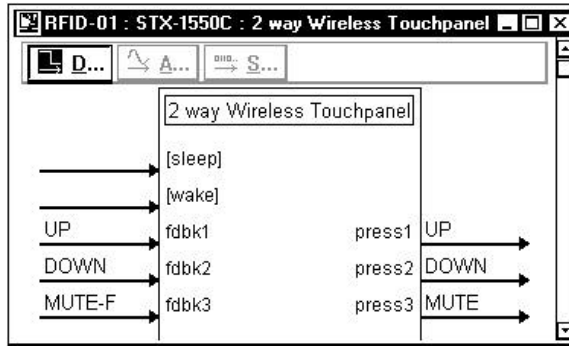 RFID-01 : STX-1550C : 2 way Wireless Touchpanel
D... A... S...
2 way Wireless Touchpanel
[sleep]
[wake]
UP fdbk1 press1 UP
DOWN fdbk2 press2 DOWN
MUTE-F fdbk3 press3 MUTE